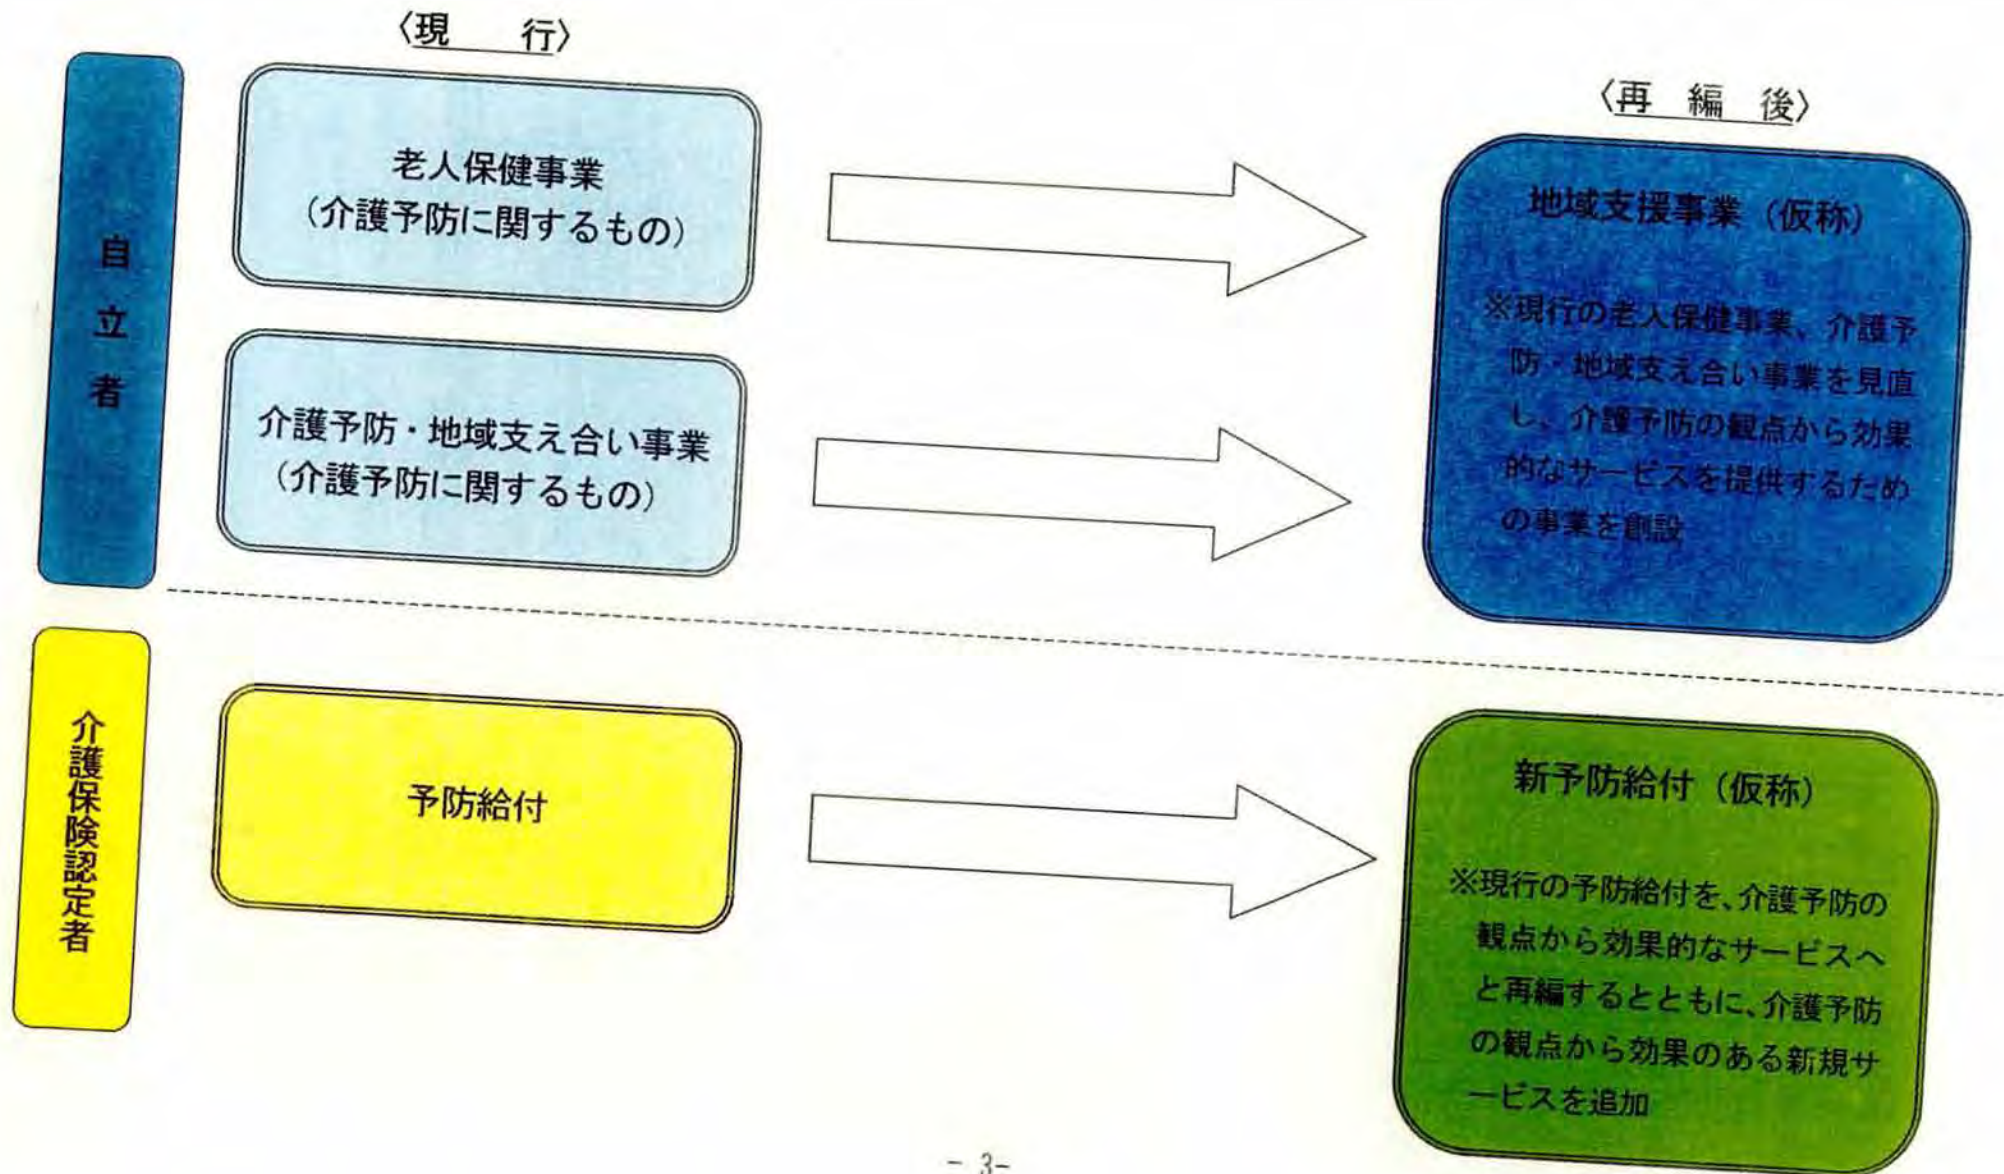 〈現　行〉
自立者
老人保健事業
（介護予防に関するもの）
介護予防・地域支え合い事業
（介護予防に関するもの）
〈再編後〉
地域支援事業（仮称）
※現行の老人保健事業、介護予
防・地域支え合い事業を見直
し、介護予防の観点から効果
的なサービスを提供するため
の事業を創設
介護保険認定者
予防給付
新予防給付（仮称）
※現行の予防給付を、介護予防の
観点から効果的なサービスへ
と再編するとともに、介護予防
の観点から効果のある新規サ
ービスを追加
- 3-